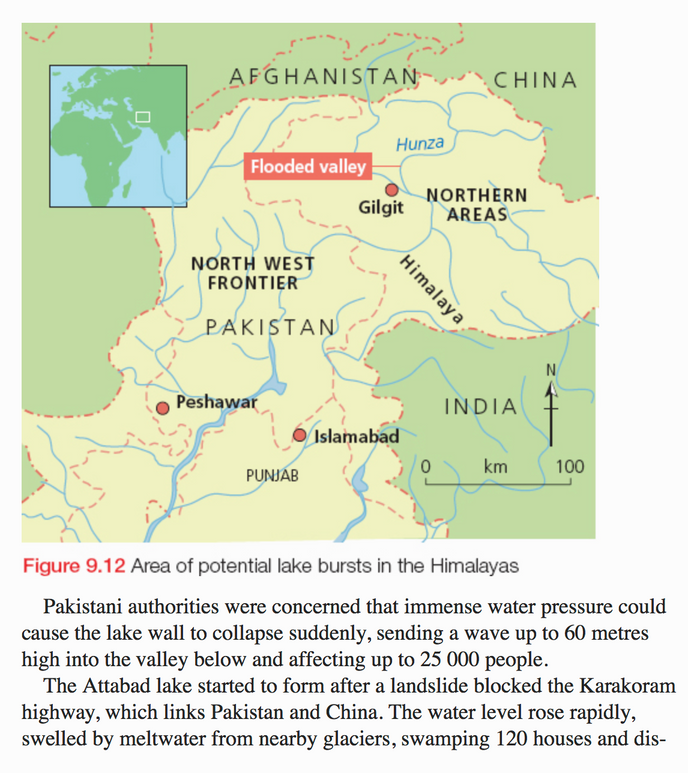 AFGHANISTAN
CHINA
Hunza
Flooded valley
Gilgit
NORTHERN
AREAS
NORTH WEST
FRONTIER
Himalaya
PAKISTAN
N
Peshawar
INDIA
Islamabad
0 km 100
PUNJAB
Figure 9.12 Area of potential lake bursts in the Himalayas
Pakistani authorities were concerned that immense water pressure could
cause the lake wall to collapse suddenly, sending a wave up to 60 metres
high into the valley below and affecting up to 25 000 people.
The Attabad lake started to form after a landslide blocked the Karakoram
highway, which links Pakistan and China. The water level rose rapidly,
swelled by meltwater from nearby glaciers, swamping 120 houses and dis-